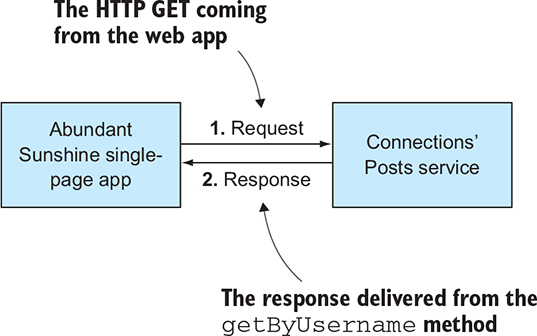 The HTTP GET coming
from the web app
Abundant
Sunshine single-
page app
1. Request
2. Response
Connections’
Posts service
The response delivered from the
getByUsername method